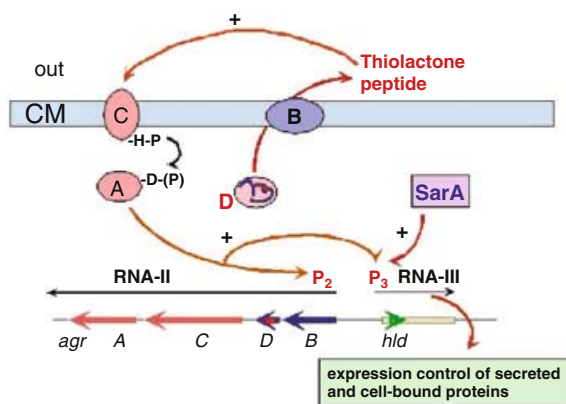 +
out
Thiolactone
peptide
CM
C
B
-H-P
A
-D-(P)
D
SarA
+
+
RNA-II
P2
P3
RNA-III
agr
A
C
D
B
hld
expression control of secreted
and cell-bound proteins